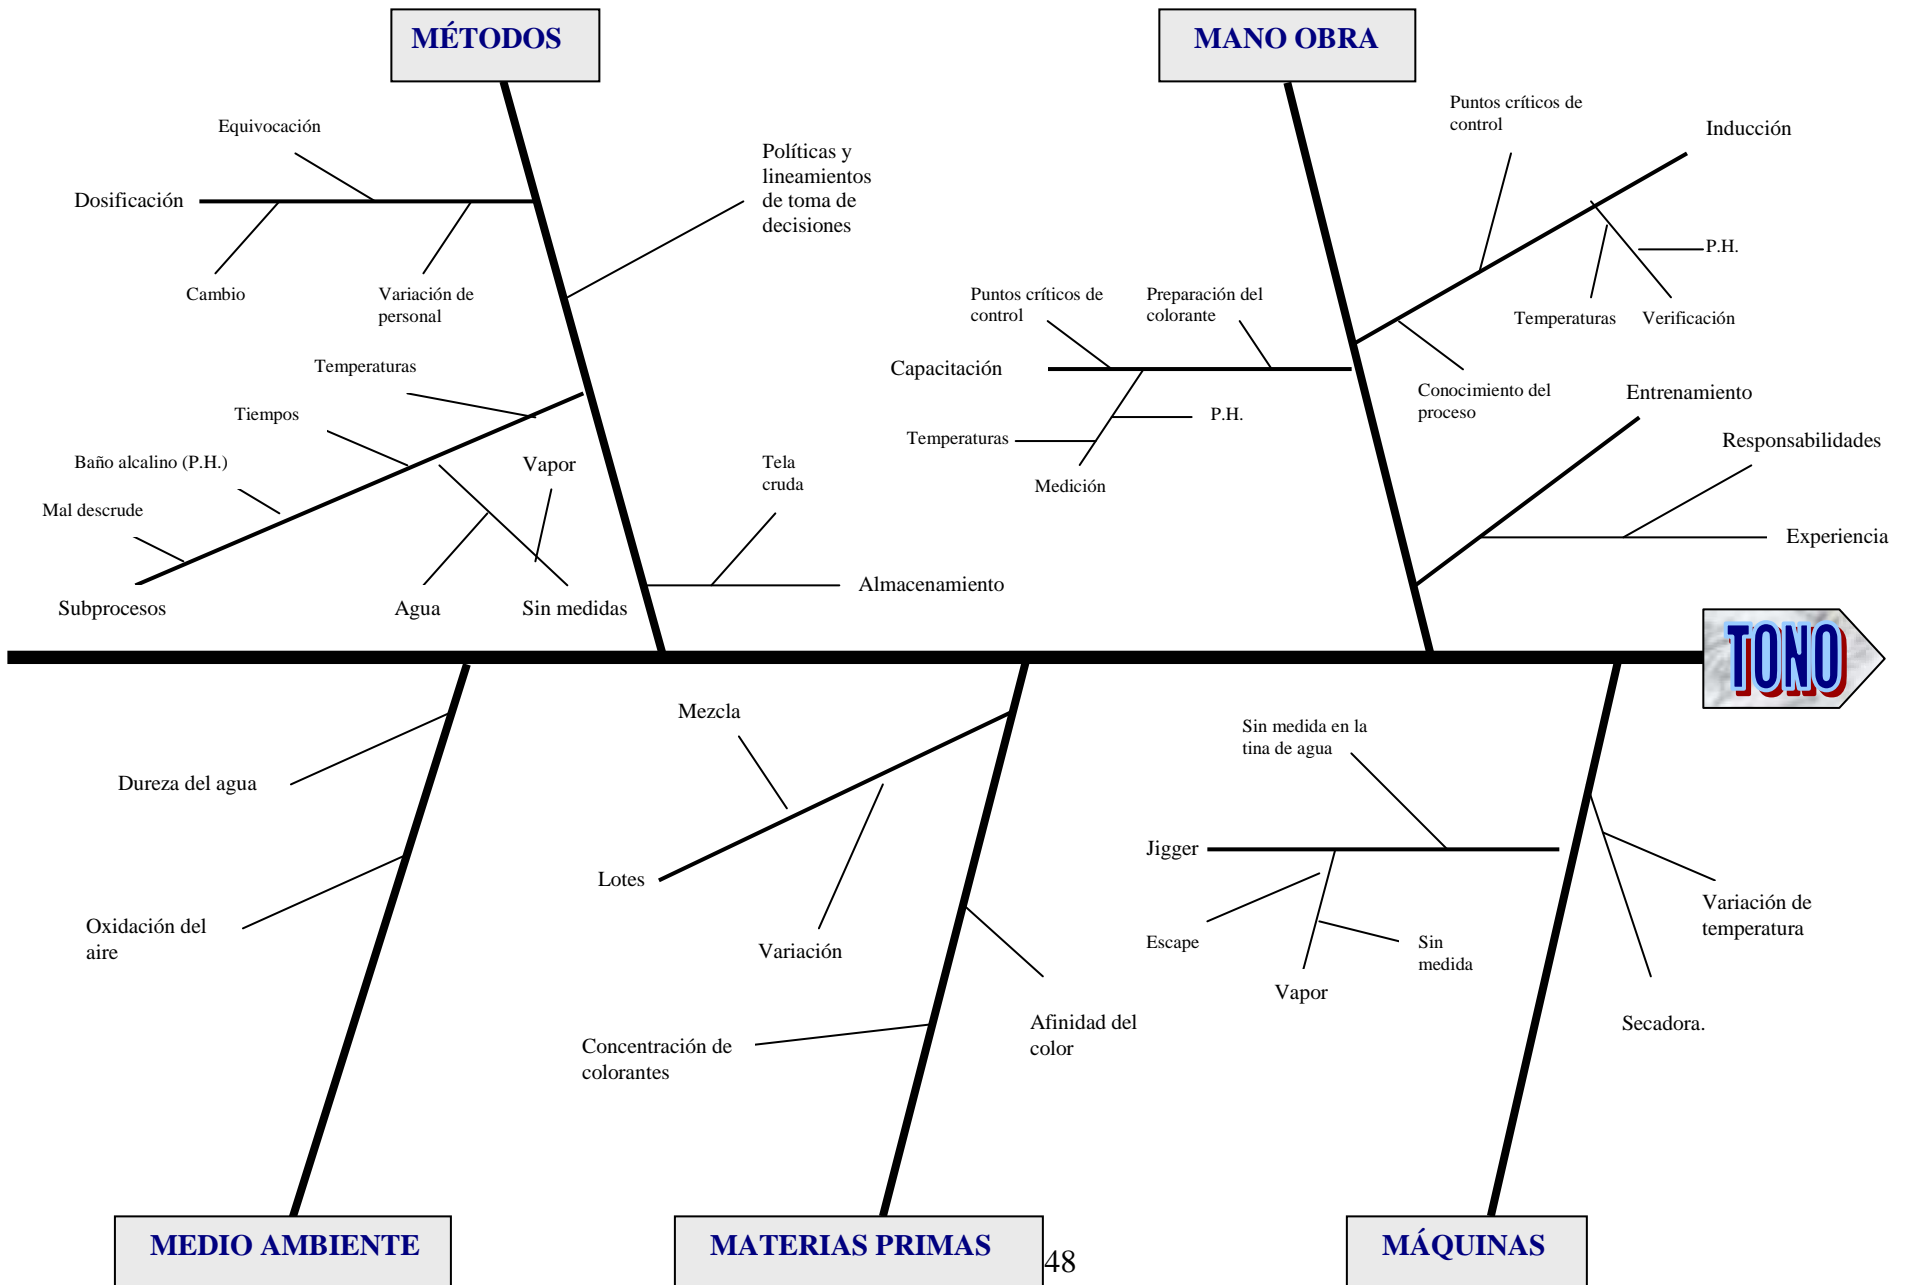 MÉTODOS
MANO OBRA
Puntos críticos de
control
Inducción
Equivocación
Políticas y
lineamientos
de toma de
decisiones
Dosificación
P.H.
Cambio
Variación de
personal
Puntos críticos de
control
Preparación del
colorante
Temperaturas
Verificación
Temperaturas
Capacitación
Conocimiento del
proceso
Entrenamiento
Tiempos
P.H.
Temperaturas
Responsabilidades
Baño alcalino (P.H.)
Vapor
Tela
cruda
Medición
Mal descrude
Experiencia
Almacenamiento
Subprocesos
Agua
Sin medidas
TONO
Mezcla
Sin medida en la
tina de agua
Dureza del agua
Jigger
Lotes
Variación de
temperatura
Oxidación del
aire
Variación
Escape
Sin
medida
Vapor
Afinidad del
color
Secadora.
Concentración de
colorantes
MEDIO AMBIENTE
MATERIAS PRIMAS
48
MÁQUINAS